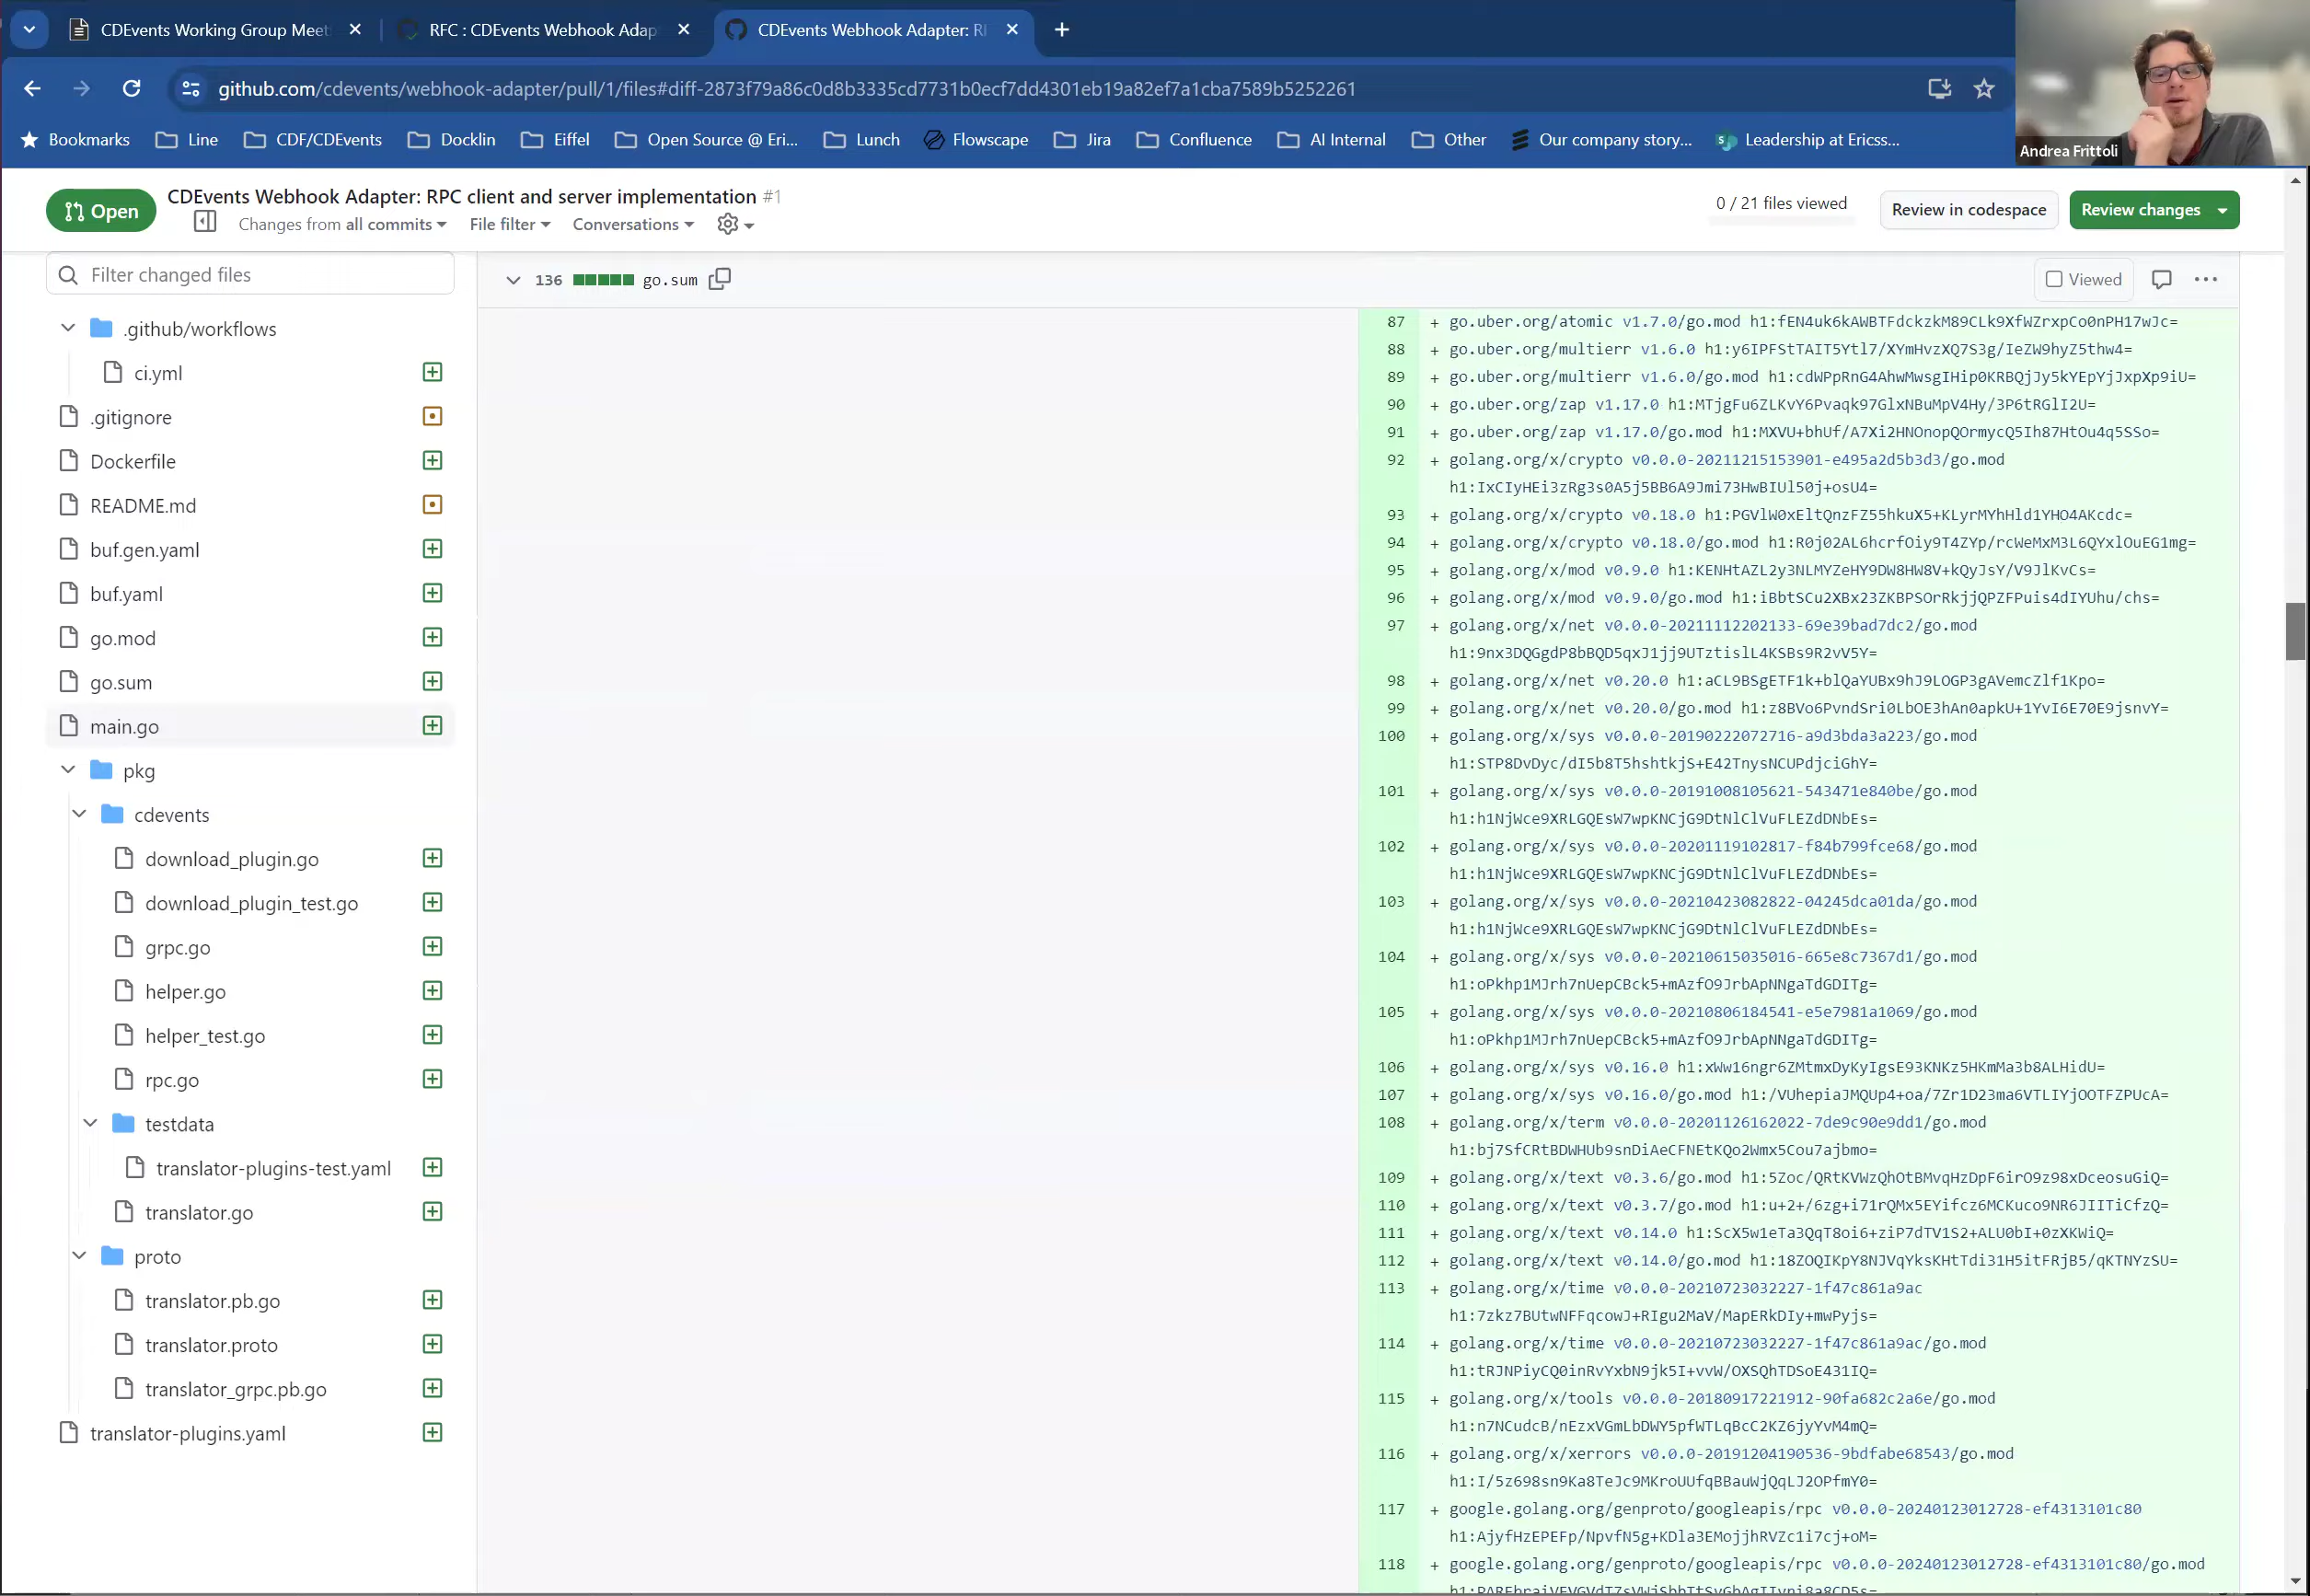 CDEvents Working Group Meet
RFC : CDEvents Webhook Adap
CDEvents Webhook Adapter: R
github.com/cdevents/webhook-adapter/pull/1/files#diff-2873f79a86c0d8b3335cd7731b0ecf7dd4301eb19a82ef7a1cba7589b5252261
Bookmarks Line CDF/CDEvents Docklin Eiffel Open Source @ Eri... Lunch Flowscape Jira Confluence AI Internal Other Our company story... Leadership at Ericss...
Andrea Frittoli
Open
CDEvents Webhook Adapter: RPC client and server implementation #1
Changes from all commits File filter Conversations
0 / 21 files viewed
Review in codespace
Review changes
Filter changed files
.github/workflows
ci.yml
.gitignore
Dockerfile
README.md
buf.gen.yaml
buf.yaml
go.mod
go.sum
main.go
pkg
cdevents
download_plugin.go
download_plugin_test.go
grpc.go
helper.go
helper_test.go
rpc.go
testdata
translator-plugins-test.yaml
translator.go
proto
translator.pb.go
translator.proto
translator_grpc.pb.go
translator-plugins.yaml
136 go.sum
Viewed
87 + go.uber.org/atomic v1.7.0/go.mod h1:fEN4uk6kAWBTFdckzkM89CLk9XfWZrxpCo0nPH17wJc=
88 + go.uber.org/multierr v1.6.0 h1:y6IPFStTAIT5Ytl7/XYmHvzXQ7S3g/IeZW9hyZ5thw4=
89 + go.uber.org/multierr v1.6.0/go.mod h1:cdWPpRnG4AhwMwsgIHip0KRBQjJy5kYEpYjJxpXp9iU=
90 + go.uber.org/zap v1.17.0 h1:MTjgFu6ZLKvY6Pvaqk97GlxNBuMpV4Hy/3P6tRGlI2U=
91 + go.uber.org/zap v1.17.0/go.mod h1:MXVU+bhUf/A7Xi2HNOnopQOrmycQ5Ih87HtOu4q5SSo=
92 + golang.org/x/crypto v0.0.0-20211215153901-e495a2d5b3d3/go.mod
h1:IxCIyHEi3zRg3s0A5j5BB6A9Jmi73HwBIUl50j+osU4=
93 + golang.org/x/crypto v0.18.0 h1:PGVlW0xEltQnzFZ55hkuX5+KLyrMYhHld1YHO4AKcdc=
94 + golang.org/x/crypto v0.18.0/go.mod h1:R0j02AL6hcrfOiy9T4ZYp/rcWeMxM3L6QYxlOuEG1mg=
95 + golang.org/x/mod v0.9.0 h1:KENHtAZL2y3NLMYZeHY9DW8HW8V+kQyJsY/V9JlKvCs=
96 + golang.org/x/mod v0.9.0/go.mod h1:iBbtSCu2XBx23ZKBPSOrRkjjQPZFPuis4dIYUhu/chs=
97 + golang.org/x/net v0.0.0-20211112202133-69e39bad7dc2/go.mod
h1:9nx3DQGgdP8bBQD5qxJ1jj9UTztislL4KSBs9R2vV5Y=
98 + golang.org/x/net v0.20.0 h1:aCL9BSgETF1k+blQaYUBx9hJ9LOGP3gAVemcZlf1Kpo=
99 + golang.org/x/net v0.20.0/go.mod h1:z8BVo6PvndSri0LbOE3hAn0apkU+1YvI6E70E9jsnvY=
100 + golang.org/x/sys v0.0.0-20190222072716-a9d3bda3a223/go.mod
h1:STP8DvDyc/dI5b8T5hshtkjS+E42TnysNCUPdjciGhY=
101 + golang.org/x/sys v0.0.0-20191008105621-543471e840be/go.mod
h1:h1NjWce9XRLGQEsW7wpKNCjG9DtNlClVuFLEZdDNbEs=
102 + golang.org/x/sys v0.0.0-20201119102817-f84b799fce68/go.mod
h1:h1NjWce9XRLGQEsW7wpKNCjG9DtNlClVuFLEZdDNbEs=
103 + golang.org/x/sys v0.0.0-20210423082822-04245dca01da/go.mod
h1:h1NjWce9XRLGQEsW7wpKNCjG9DtNlClVuFLEZdDNbEs=
104 + golang.org/x/sys v0.0.0-20210615035016-665e8c7367d1/go.mod
h1:oPkhp1MJrh7nUepCBck5+mAzfO9JrbApNNgaTdGDITg=
105 + golang.org/x/sys v0.0.0-20210806184541-e5e7981a1069/go.mod
h1:oPkhp1MJrh7nUepCBck5+mAzfO9JrbApNNgaTdGDITg=
106 + golang.org/x/sys v0.16.0 h1:xWw16ngr6ZMtmxDyKyIgsE93KNKz5HKmMa3b8ALHidU=
107 + golang.org/x/sys v0.16.0/go.mod h1:/VUhepiaJMQUp4+oa/7Zr1D23ma6VTLIYjOOTFZPUcA=
108 + golang.org/x/term v0.0.0-20201126162022-7de9c90e9dd1/go.mod
h1:bj7SfCRtBDWHUb9snDiAeCFNEtKQo2Wmx5Cou7ajbmo=
109 + golang.org/x/text v0.3.6/go.mod h1:5Zoc/QRtKVWzQhOtBMvqHzDpF6irO9z98xDceosuGiQ=
110 + golang.org/x/text v0.3.7/go.mod h1:u+2+/6zg+i71rQMx5EYifcz6MCKuco9NR6JIITiCfzQ=
111 + golang.org/x/text v0.14.0 h1:ScX5w1eTa3QqT8oi6+ziP7dTV1S2+ALU0bI+0zXKWiQ=
112 + golang.org/x/text v0.14.0/go.mod h1:18ZOQIKpY8NJVqYksKHtTdi31H5itFRjB5/qKTNYzSU=
113 + golang.org/x/time v0.0.0-20210723032227-1f47c861a9ac
h1:7zkz7BUtwNFFqcowJ+RIgu2MaV/MapERkDIy+mwPyjs=
114 + golang.org/x/time v0.0.0-20210723032227-1f47c861a9ac/go.mod
h1:tRJNPiyCQ0inRvYxbN9jk5I+vvW/OXSQhTDSoE431IQ=
115 + golang.org/x/tools v0.0.0-20180917221912-90fa682c2a6e/go.mod
h1:n7NCudcB/nEzxVGmLbDWY5pfWTLqBcC2KZ6jyYvM4mQ=
116 + golang.org/x/xerrors v0.0.0-20191204190536-9bdfabe68543/go.mod
h1:I/5z698sn9Ka8TeJc9MKroUUfqBBauWjQqLJ2OPfmY0=
117 + google.golang.org/genproto/googleapis/rpc v0.0.0-20240123012728-ef4313101c80
h1:AjyfHzEPEFp/NpvfN5g+KDla3EMojjhRVZc1i7cj+oM=
118 + google.golang.org/genproto/googleapis/rpc v0.0.0-20240123012728-ef4313101c80/go.mod